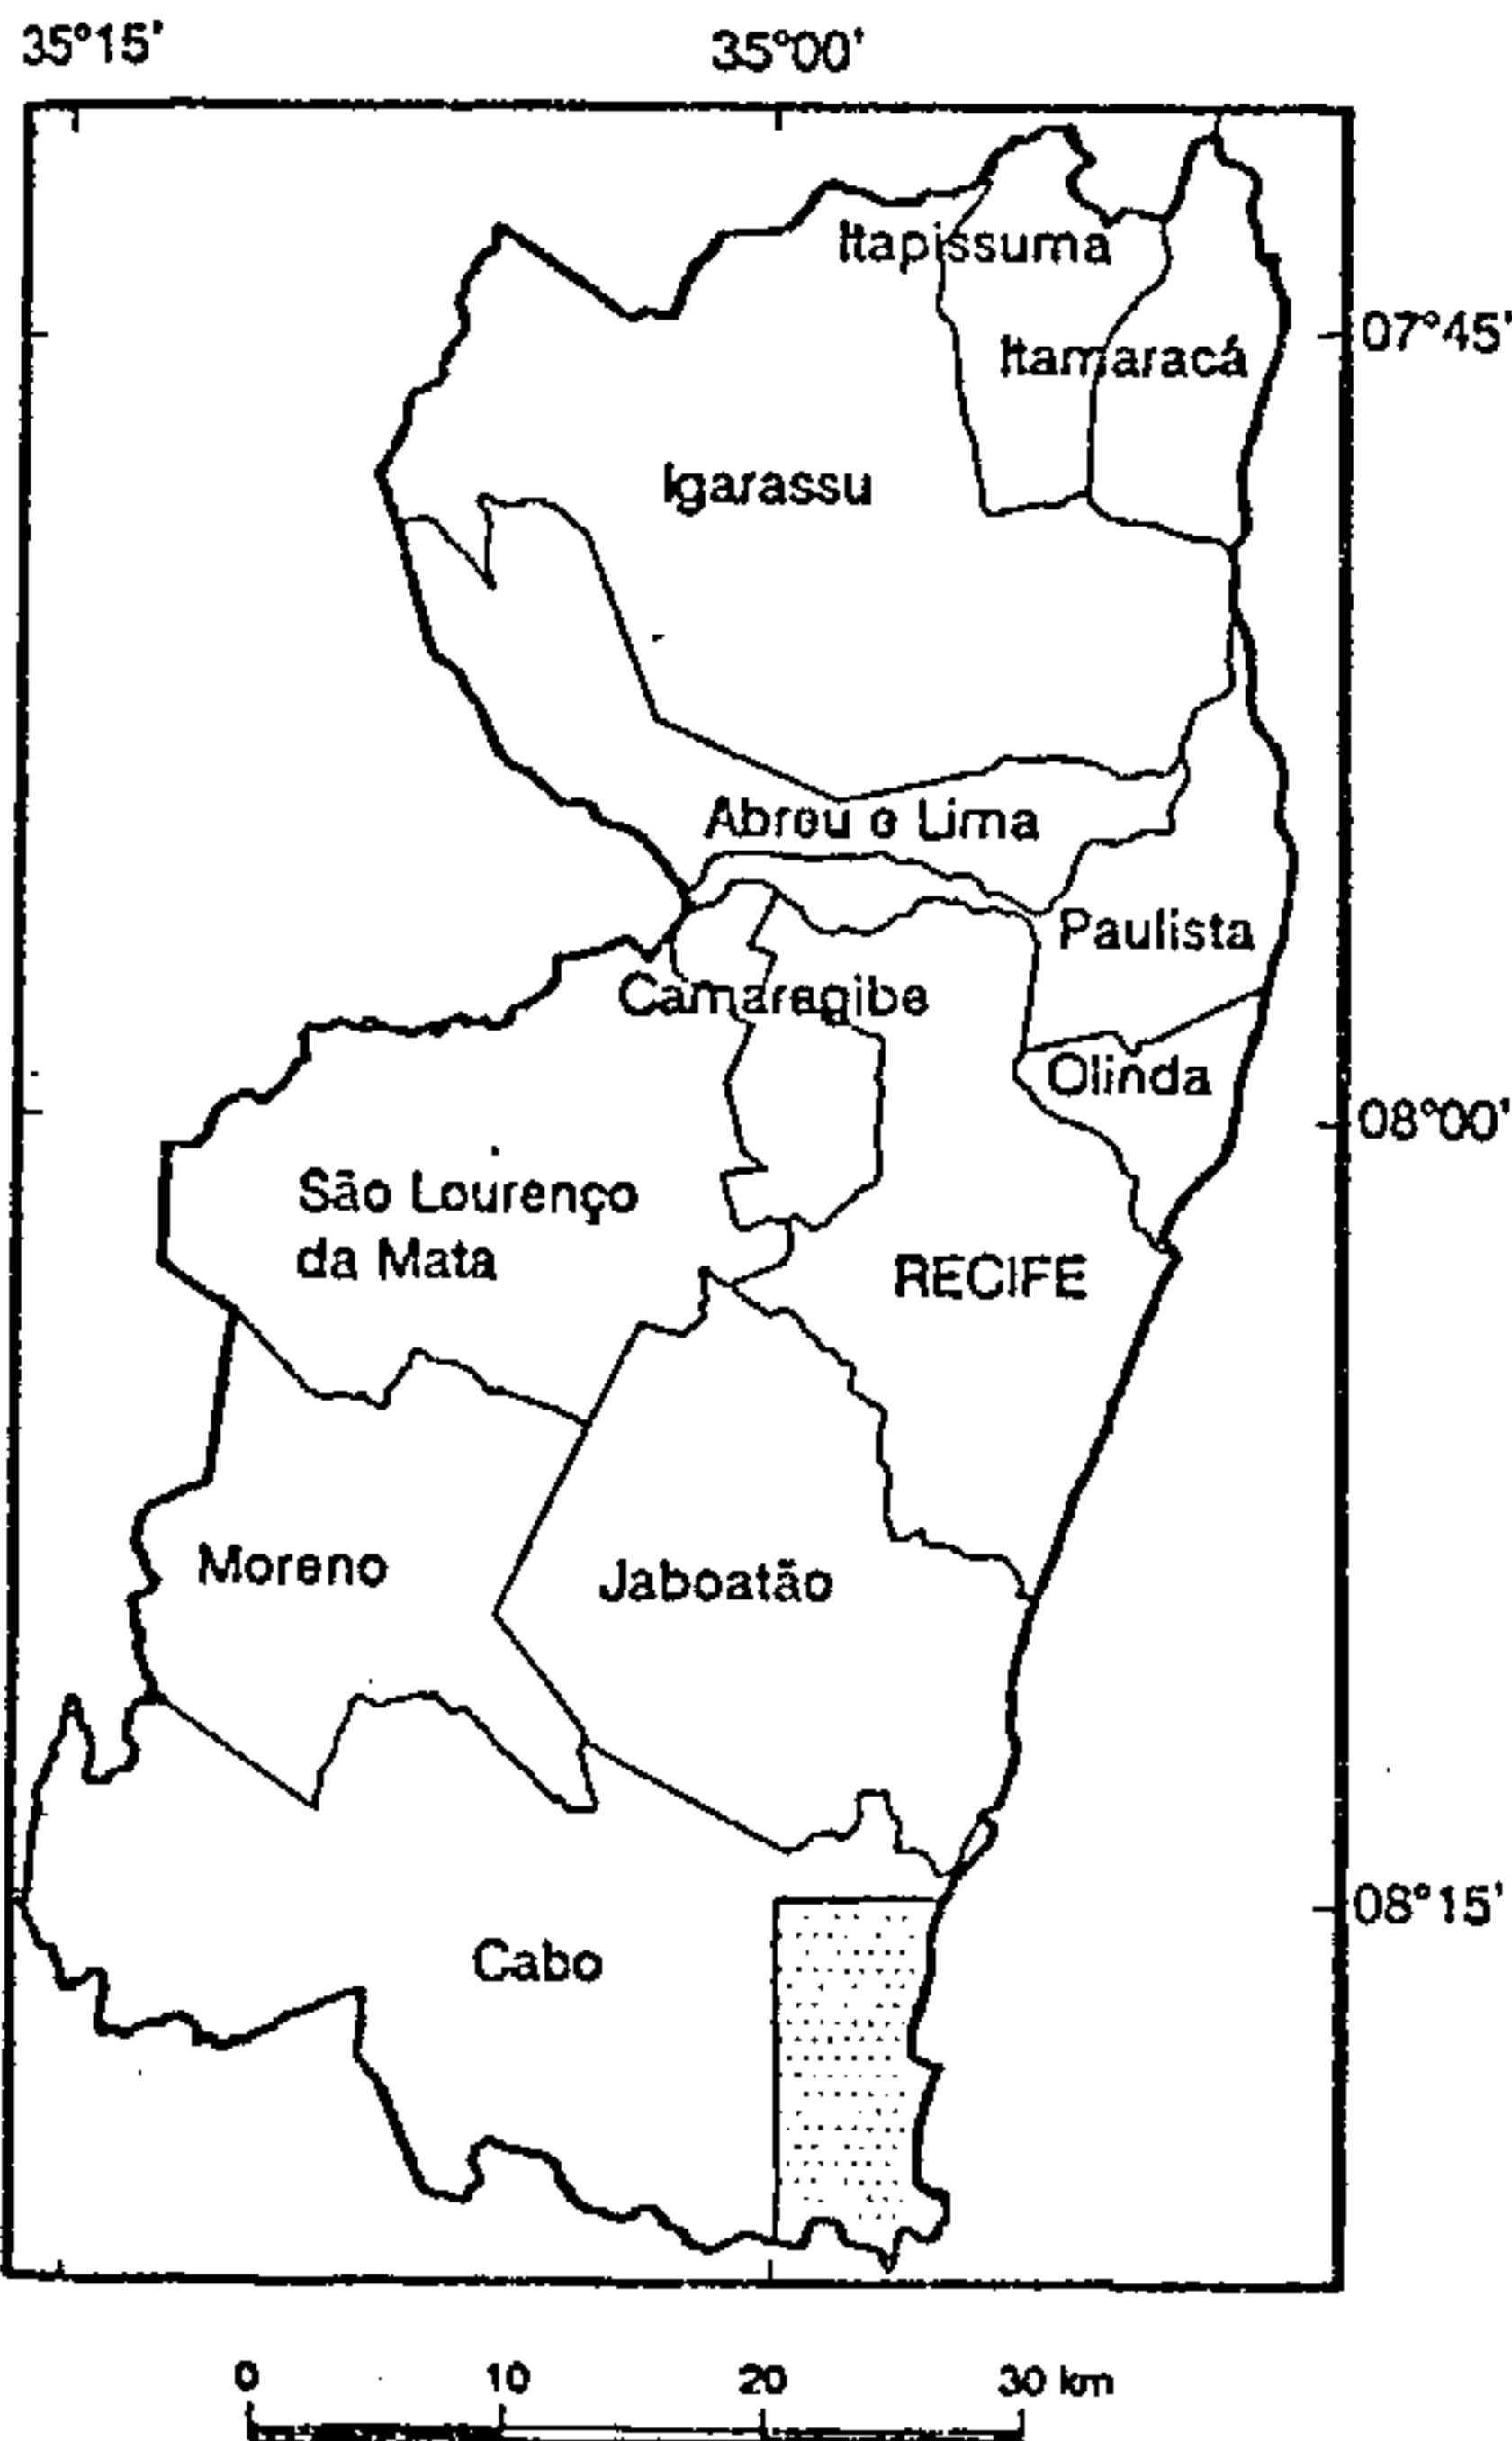 35°15' 35°00'
Itapissuma
07°45'
Itamaracá
Igarassu
Abreu e Lima
Paulista
Camaragibe
Olinda
08°00'
São Lourenço
da Mata
RECIFE
Moreno
Jaboatão
08°15'
Cabo
0 10 20 30 km